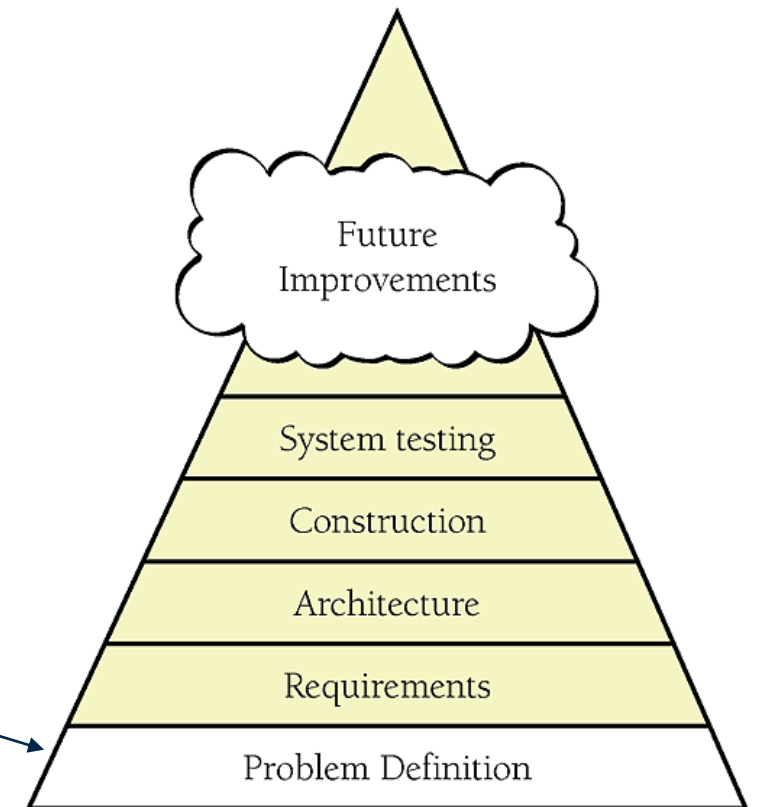 Future
Improvements
System testing
Construction
Architecture
Requirements
Problem Definition